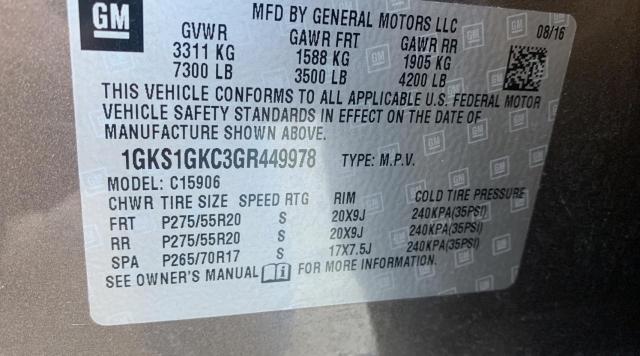 GM
MFD BY GENERAL MOTORS LLC
08/16
GVWR GAWR FRT GAWR RR
3311 KG 1588 KG 1905 KG
7300 LB 3500 LB 4200 LB
THIS VEHICLE CONFORMS TO ALL APPLICABLE U.S. FEDERAL MOTOR
VEHICLE SAFETY STANDARDS IN EFFECT ON THE DATE OF
MANUFACTURE SHOWN ABOVE.
1GKS1GKC3GR449978 TYPE: M.P.V.
MODEL: C15906
CHWR TIRE SIZE SPEED RTG RIM COLD TIRE PRESSURE
FRT P275/55R20 S 20X9J 240KPA(35PSI)
RR P275/55R20 S 20X9J 240KPA(35PSI)
SPA P265/70R17 S 17X7.5J 240KPA(35PSI)
SEE OWNER'S MANUAL FOR MORE INFORMATION.